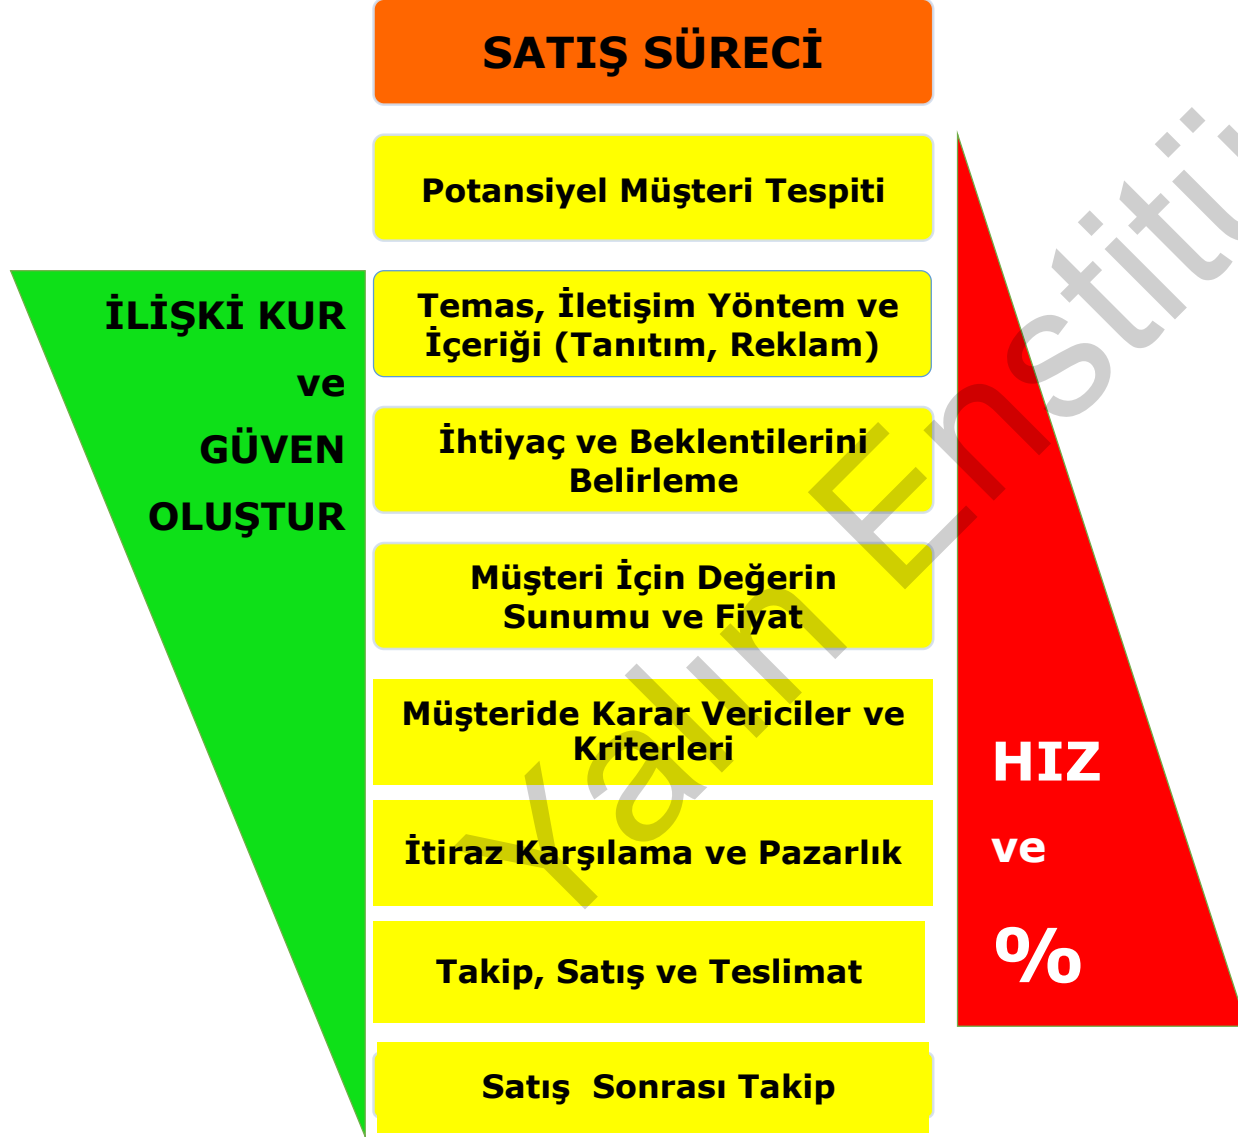 SATIŞ SÜRECİ
Potansiyel Müşteri Tespiti
İLİŞKİ KUR
ve
GÜVEN
OLUŞTUR
Temas, İletişim Yöntem ve
İçeriği (Tanıtım, Reklam)
İhtiyaç ve Beklentilerini
Belirleme
Müşteri İçin Değerin
Sunumu ve Fiyat
Müşteride Karar Vericiler ve
Kriterleri
İtiraz Karşılama ve Pazarlık
Takip, Satış ve Teslimat
Satış  Sonrası Takip
HIZ
ve
%
Yalın Enstitü